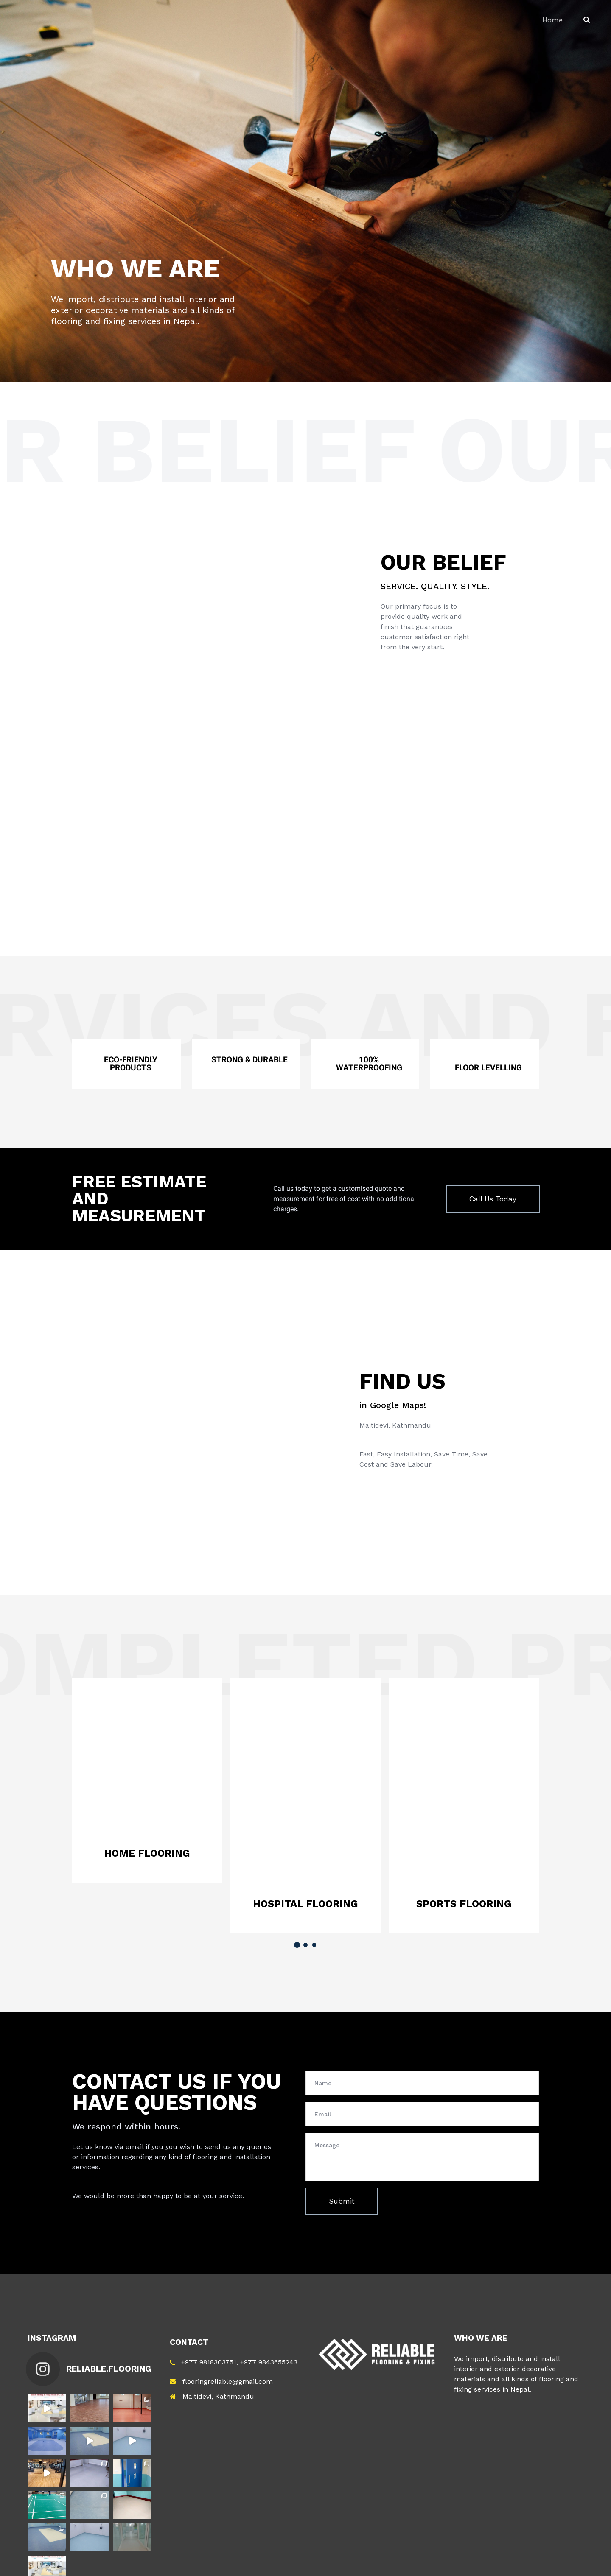 Home
WHO WE ARE
We import, distribute and install interior and
exterior decorative materials and all kinds of
flooring and fixing services in Nepal.
R BELIEF OUR
OUR BELIEF
SERVICE. QUALITY. STYLE.
Our primary focus is to
provide quality work and
finish that guarantees
customer satisfaction right
from the very start.
RVICES AND F
ECO-FRIENDLY
PRODUCTS
STRONG & DURABLE
100%
WATERPROOFING
FLOOR LEVELLING
FREE ESTIMATE
AND
MEASUREMENT
Call us today to get a customised quote and
measurement for free of cost with no additional
charges.
Call Us Today
FIND US
in Google Maps!
Maitidevi, Kathmandu
Fast, Easy Installation, Save Time, Save
Cost and Save Labour.
OMPLETED PR
HOME FLOORING
HOSPITAL FLOORING
SPORTS FLOORING
CONTACT US IF YOU
HAVE QUESTIONS
We respond within hours.
Let us know via email if you you wish to send us any queries
or information regarding any kind of flooring and installation
services.
We would be more than happy to be at your service.
Name
Email
Message
Submit
INSTAGRAM
RELIABLE.FLOORING
CONTACT
+977 9818303751, +977 9843655243
flooringreliable@gmail.com
Maitidevi, Kathmandu
RELIABLE
FLOORING & FIXING
WHO WE ARE
We import, distribute and install
interior and exterior decorative
materials and all kinds of flooring and
fixing services in Nepal.